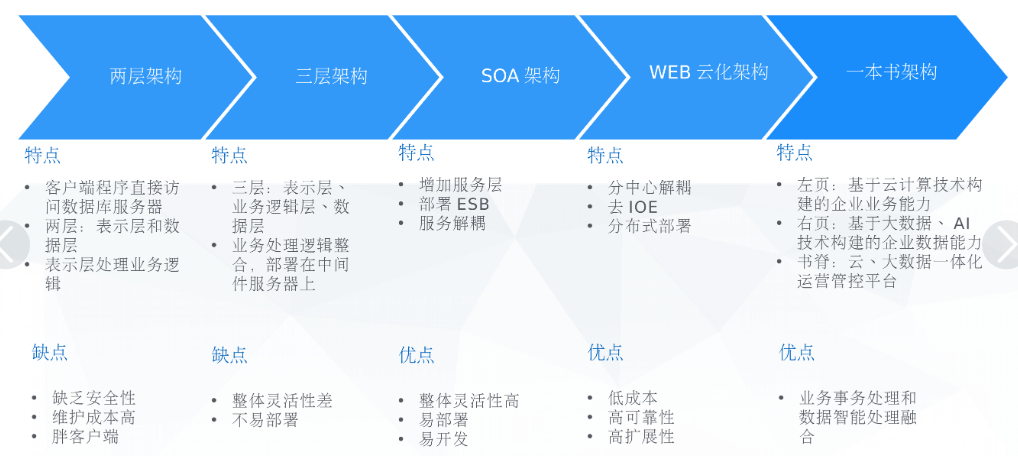 两层架构
三层架构
SOA 架构
WEB 云化架构
一本书架构
特点
• 客户端程序直接访
问数据库服务器
• 两层：表示层和数
据层
• 表示层处理业务逻
辑
特点
• 三层：表示层、
业务逻辑层、数
据层
• 业务处理逻辑整
合，部署在中间
件服务器上
特点
• 增加服务层
• 部署 ESB
• 服务解耦
特点
• 分中心解耦
• 去 IOE
• 分布式部署
特点
• 左页：基于云计算技术构
建的企业业务能力
• 右页：基于大数据、 AI
技术构建的企业数据能力
• 书脊：云、大数据一体化
运营管控平台
缺点
• 缺乏安全性
• 维护成本高
• 胖客户端
缺点
• 整体灵活性差
• 不易部署
优点
• 整体灵活性高
• 易部署
• 易开发
优点
• 低成本
• 高可靠性
• 高扩展性
优点
• 业务事务处理和
数据智能处理融
合